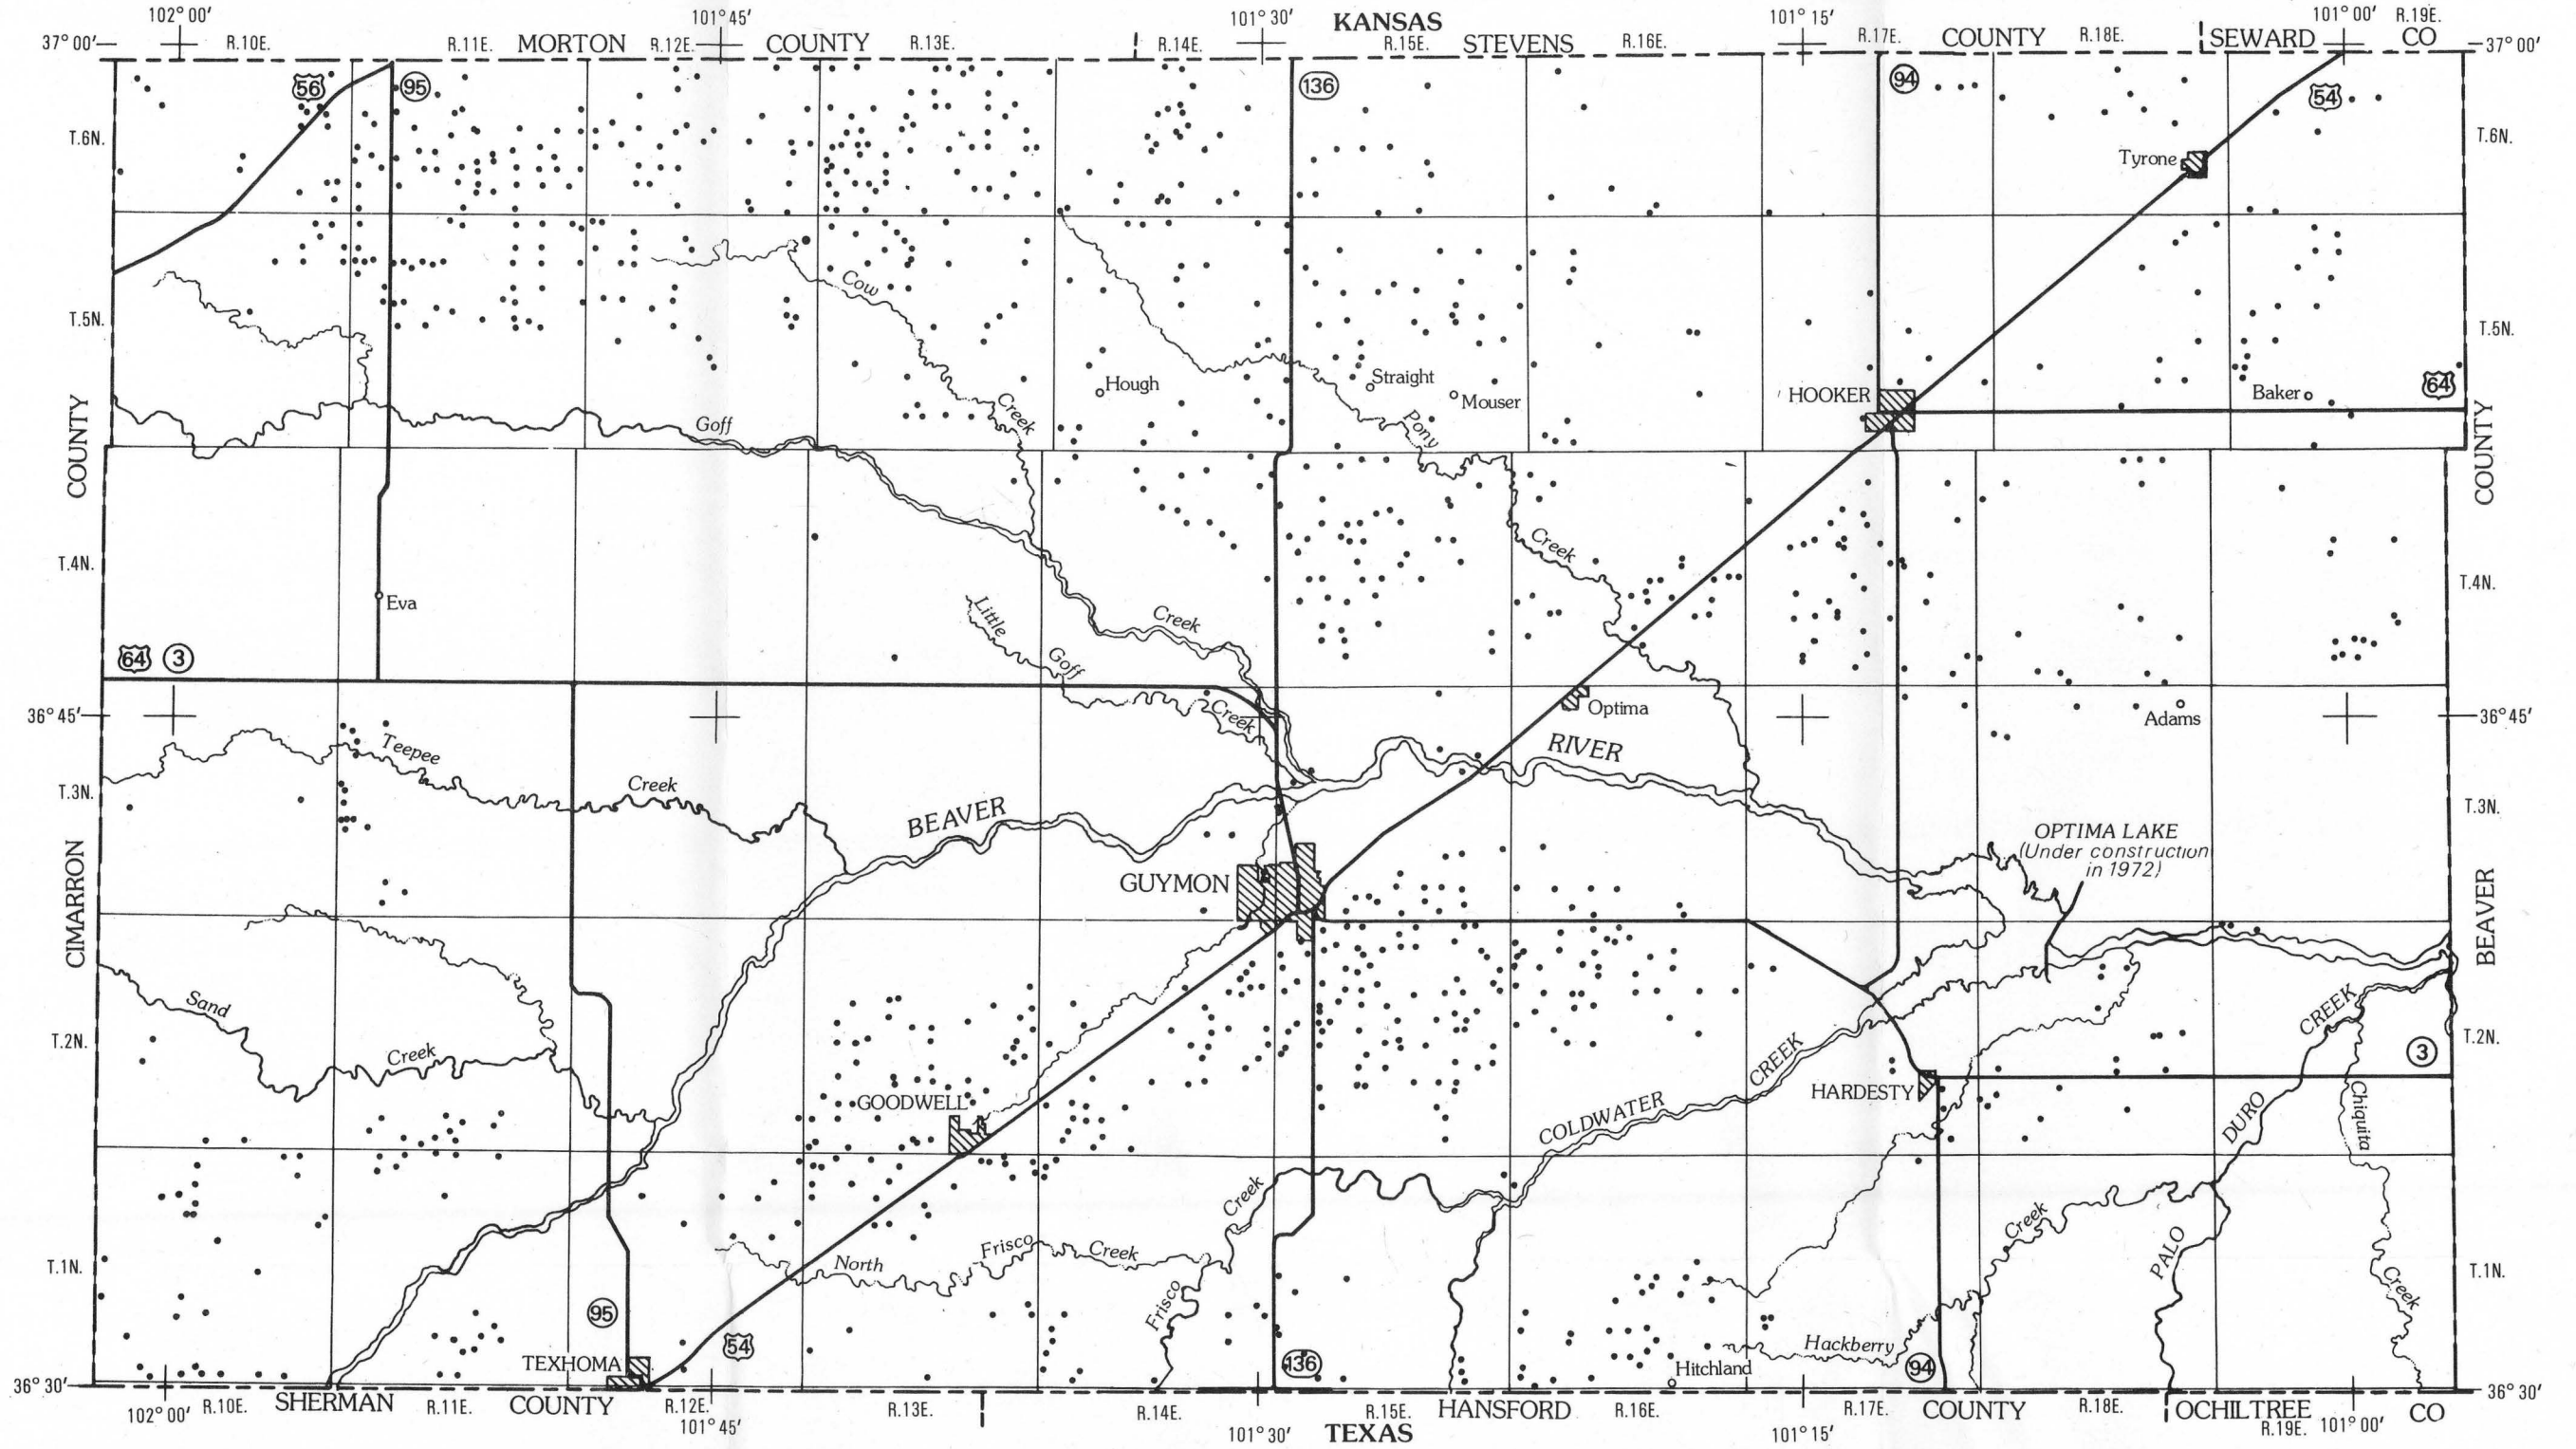 102° 00′ 101° 45′ 101° 30′ KANSAS 101° 15′ 101° 00′ R.19E.
37° 00′ R.10E. R.11E. MORTON R.12E. COUNTY R.13E. R.14E. R.15E. STEVENS R.16E. R.17E. COUNTY R.18E. SEWARD CO 37° 00′
56 95 136 94 54
T.6N. T.6N.
Tyrone
Cow
T.5N. T.5N.
Hough Straight Mouser HOOKER Baker 64
Creek
Goff Pony
COUNTY COUNTY
Creek
T.4N. T.4N.
Eva
Little Creek
Goff
64 3
Creek Optima Adams
36° 45′ 36° 45′
Teepee RIVER
Creek
T.3N. T.3N.
BEAVER
OPTIMA LAKE
(Under construction
in 1972)
GUYMON
CIMARRON BEAVER
Sand
CREEK
T.2N. Creek CREEK T.2N.
3
GOODWELL COLDWATER HARDESTY DURO Chiquita
Creek
North Frisco Creek Creek PALO
T.1N. T.1N.
Frisco Creek
95
54 Hackberry
TEXHOMA 136 Hitchland 94
36° 30′ 36° 30′
102° 00′ R.10E. SHERMAN R.11E. COUNTY R.12E. R.13E. R.14E. R.15E. HANSFORD R.16E. R.17E. COUNTY R.18E. OCHILTREE CO
101° 45′ 101° 30′ TEXAS 101° 15′ R.19E. 101° 00′